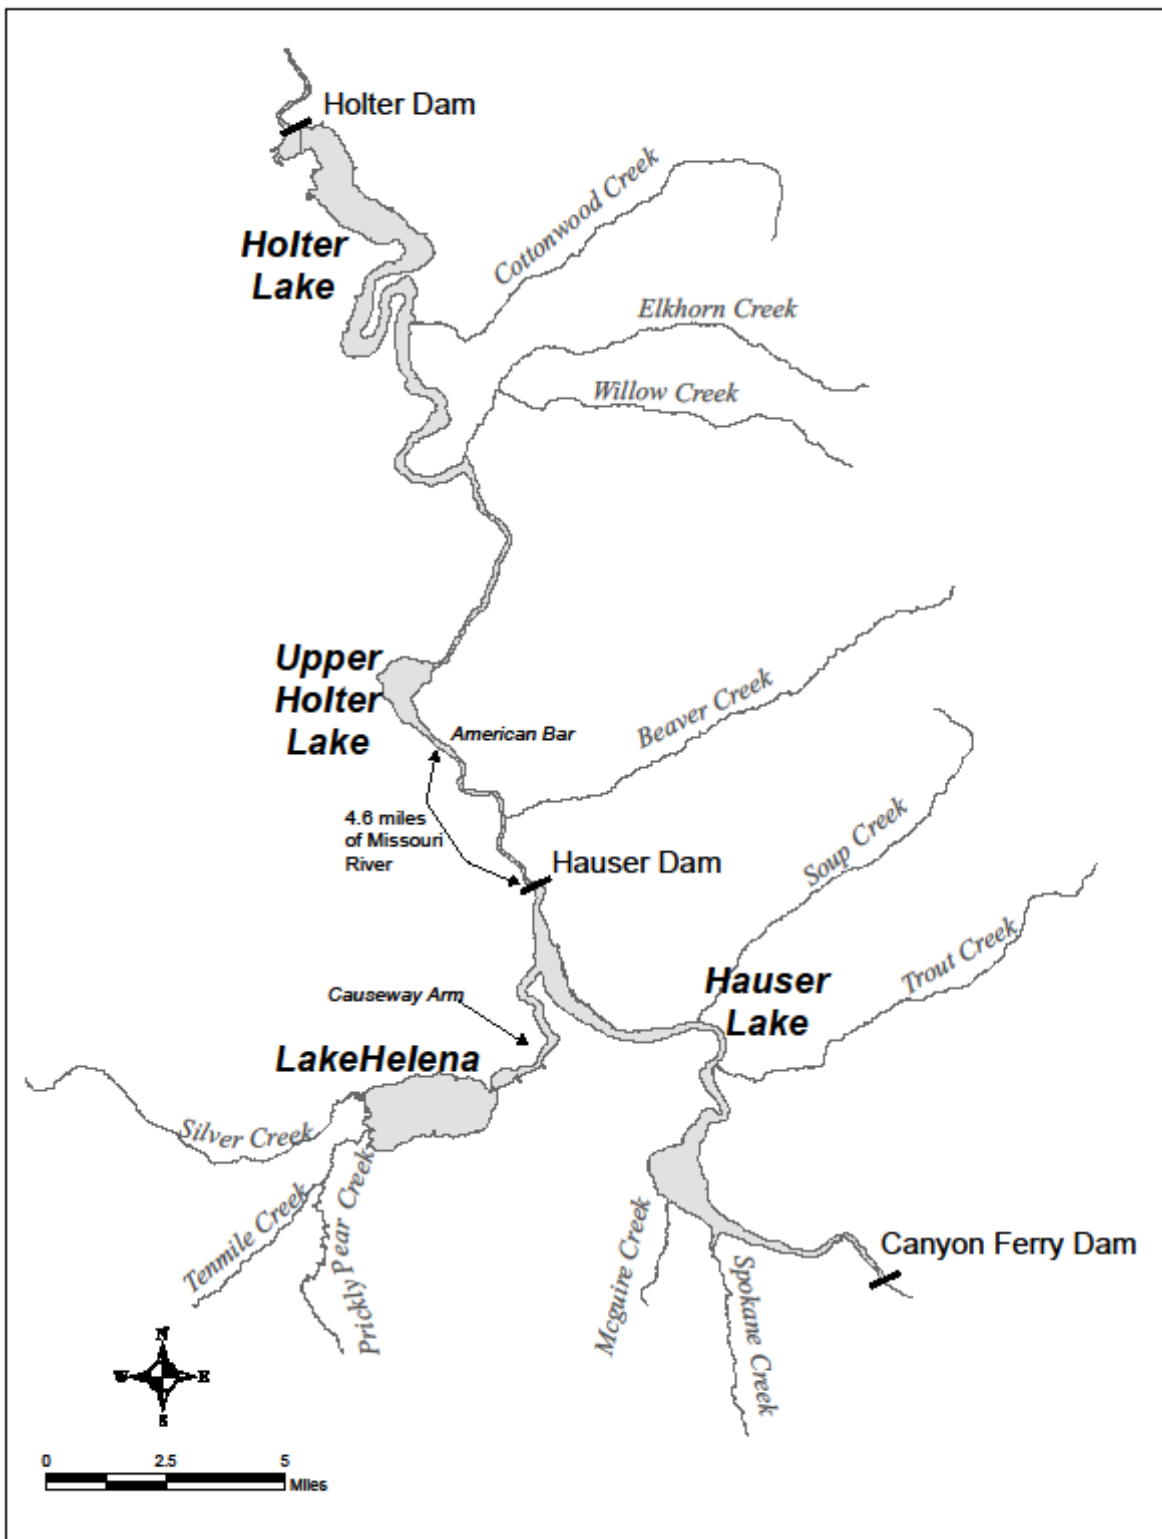 Holter Dam
Cottonwood Creek
Holter
Lake
Elkhorn Creek
Willow Creek
Upper
Holter
Lake
American Bar
Beaver Creek
4.6 miles
of Missouri
River
Hauser Dam
Soup Creek
Trout Creek
Hauser
Lake
Causeway Arm
LakeHelena
Silver Creek
Tenmile Creek
Prickly Pear Creek
Mcguire Creek
Spokane Creek
Canyon Ferry Dam
N
W E
S
0 2.5 5
Miles